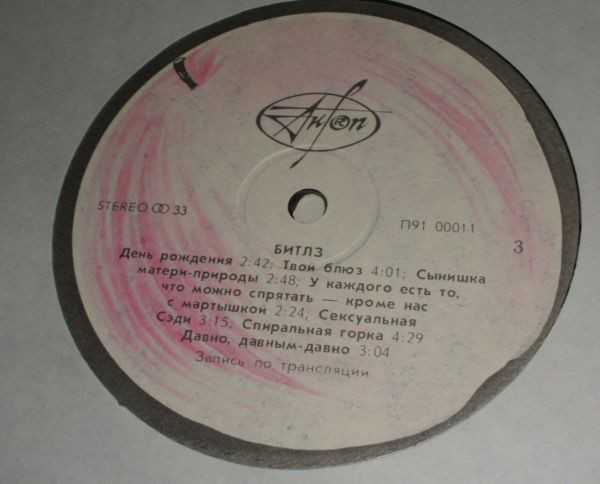 АпRоп
STEREO 33
П91 00011
3
БИТЛЗ
День рождения 2:42; Твой блюз 4:01; Сынишка
матери-природы 2:48; У каждого есть то,
что можно спрятать — кроме нас
с мартышкой 2:24; Сексуальная
Сэди 3:15; Спиральная горка 4:29
Давно, давным-давно 3:04
Запись по трансляции